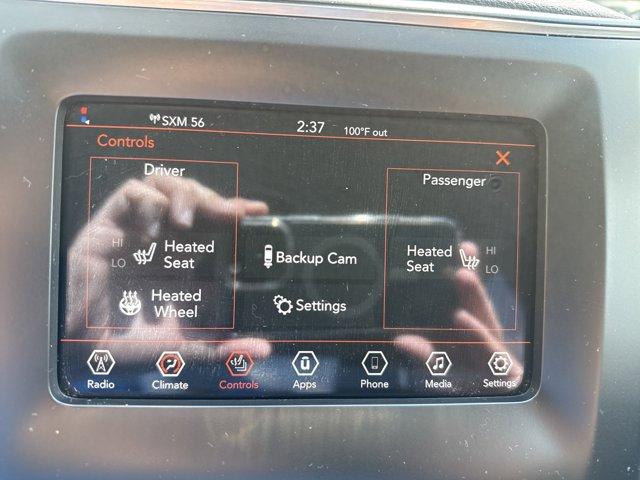 SXM 56
2:37
100°F out
Controls
X
Driver
Passenger
HI
LO
Heated
Seat
Heated
Wheel
Backup Cam
Settings
Heated
Seat
HI
LO
Radio
Climate
Controls
Apps
Phone
Media
Settings